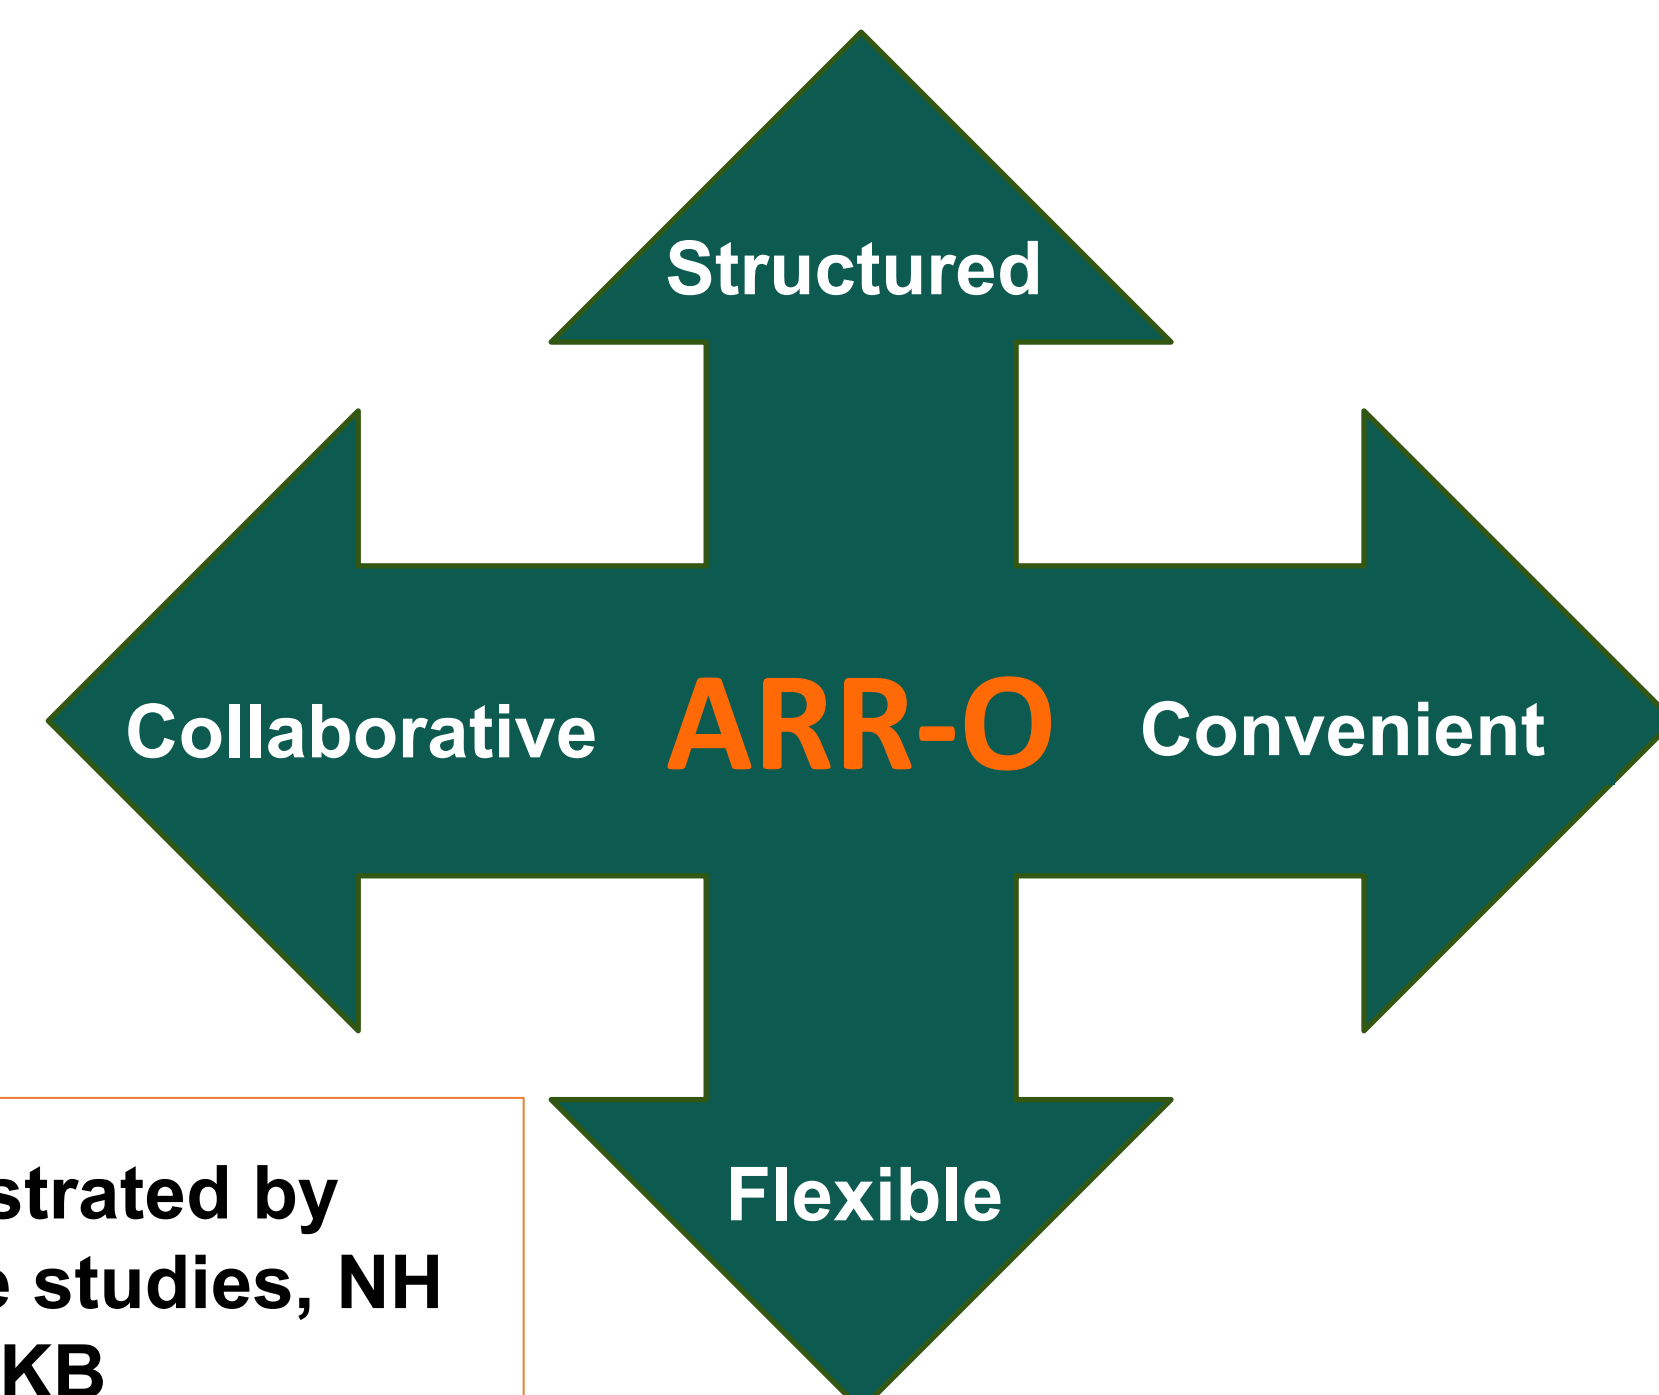 Structured
Collaborative ARR-O Convenient
Flexible
strated by
studies, NH
KB